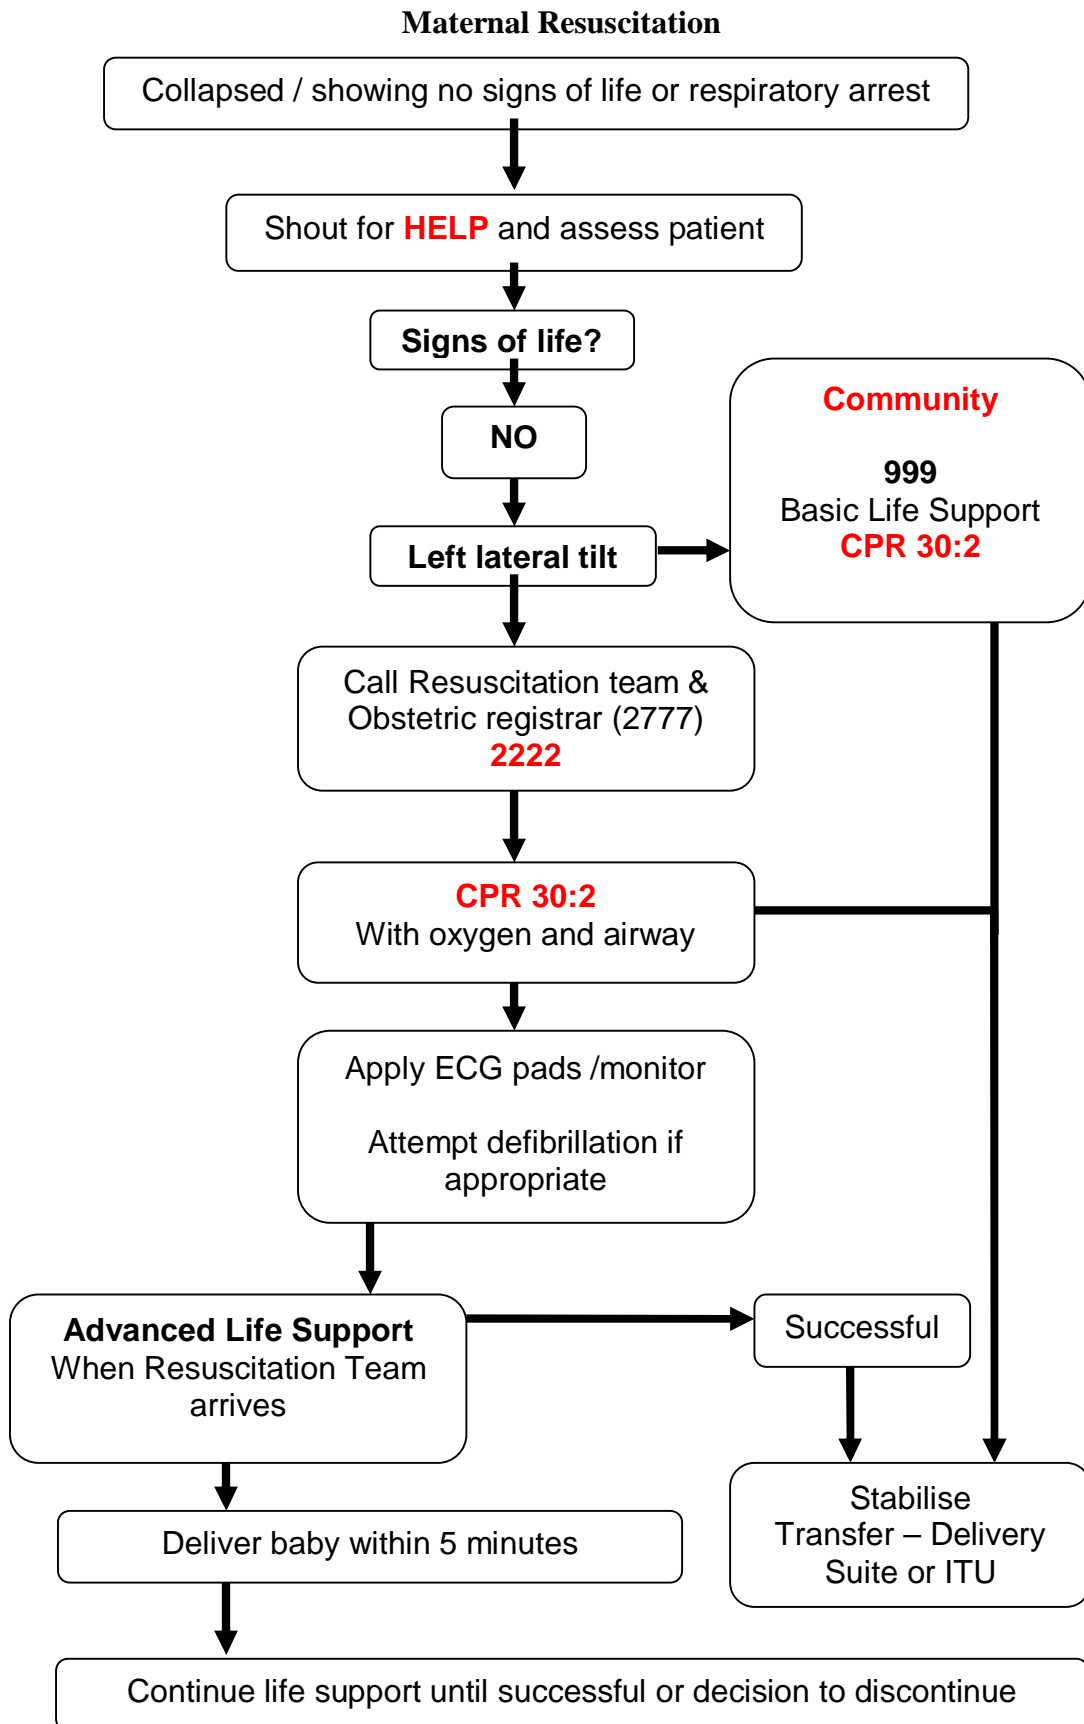 Maternal Resuscitation
Collapsed / showing no signs of life or respiratory arrest
Shout for HELP and assess patient
Signs of life?
NO
Left lateral tilt
Community
999
Basic Life Support
CPR 30:2
Call Resuscitation team &
Obstetric registrar (2777)
2222
CPR 30:2
With oxygen and airway
Apply ECG pads /monitor
Attempt defibrillation if
appropriate
Advanced Life Support
When Resuscitation Team
arrives
Successful
Stabilise
Transfer – Delivery
Suite or ITU
Deliver baby within 5 minutes
Continue life support until successful or decision to discontinue